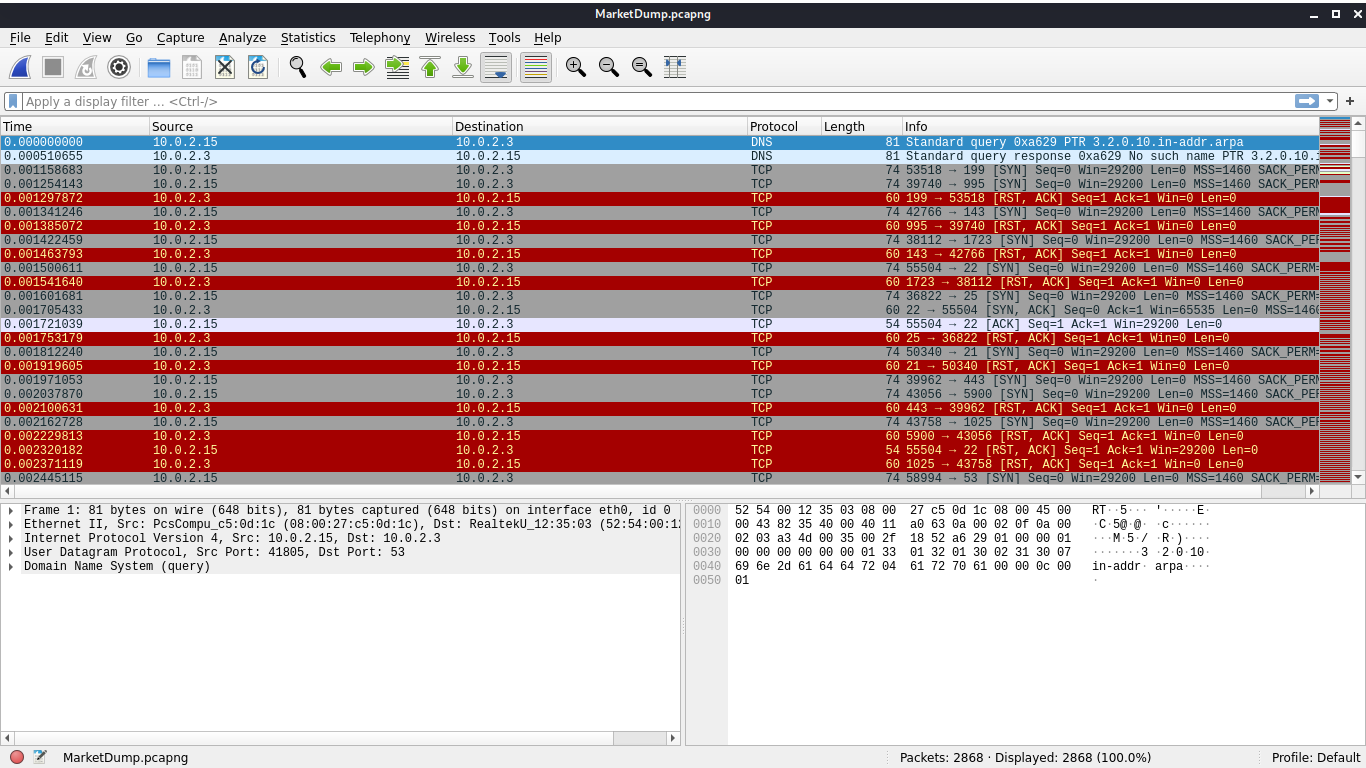 MarketDump.pcapng
File Edit View Go Capture Analyze Statistics Telephony Wireless Tools Help
Apply a display filter ... <Ctrl-/>
Time Source Destination Protocol Length Info
0.000000000 10.0.2.15 10.0.2.3 DNS 81 Standard query 0xa629 PTR 3.2.0.10.in-addr.arpa
0.000510655 10.0.2.3 10.0.2.15 DNS 81 Standard query response 0xa629 No such name PTR 3.2.0.10.
0.001158683 10.0.2.15 10.0.2.3 TCP 74 53518 → 199 [SYN] Seq=0 Win=29200 Len=0 MSS=1460 SACK_PERM
0.001254143 10.0.2.15 10.0.2.3 TCP 74 39740 → 995 [SYN] Seq=0 Win=29200 Len=0 MSS=1460 SACK_PERM
0.001297872 10.0.2.3 10.0.2.15 TCP 60 199 → 53518 [RST, ACK] Seq=1 Ack=1 Win=0 Len=0
0.001341246 10.0.2.15 10.0.2.3 TCP 74 42766 → 143 [SYN] Seq=0 Win=29200 Len=0 MSS=1460 SACK_PERM
0.001385072 10.0.2.3 10.0.2.15 TCP 60 995 → 39740 [RST, ACK] Seq=1 Ack=1 Win=0 Len=0
0.001422459 10.0.2.15 10.0.2.3 TCP 74 38112 → 1723 [SYN] Seq=0 Win=29200 Len=0 MSS=1460 SACK_PER
0.001463793 10.0.2.3 10.0.2.15 TCP 60 143 → 42766 [RST, ACK] Seq=1 Ack=1 Win=0 Len=0
0.001500611 10.0.2.15 10.0.2.3 TCP 74 55504 → 22 [SYN] Seq=0 Win=29200 Len=0 MSS=1460 SACK_PERM=
0.001541640 10.0.2.3 10.0.2.15 TCP 60 1723 → 38112 [RST, ACK] Seq=1 Ack=1 Win=0 Len=0
0.001601681 10.0.2.15 10.0.2.3 TCP 74 36822 → 25 [SYN] Seq=0 Win=29200 Len=0 MSS=1460 SACK_PERM=
0.001705433 10.0.2.3 10.0.2.15 TCP 60 22 → 55504 [SYN, ACK] Seq=0 Ack=1 Win=65535 Len=0 MSS=146
0.001721039 10.0.2.15 10.0.2.3 TCP 54 55504 → 22 [ACK] Seq=1 Ack=1 Win=29200 Len=0
0.001753179 10.0.2.3 10.0.2.15 TCP 60 25 → 36822 [RST, ACK] Seq=1 Ack=1 Win=0 Len=0
0.001812240 10.0.2.15 10.0.2.3 TCP 74 50340 → 21 [SYN] Seq=0 Win=29200 Len=0 MSS=1460 SACK_PERM=
0.001919605 10.0.2.3 10.0.2.15 TCP 60 21 → 50340 [RST, ACK] Seq=1 Ack=1 Win=0 Len=0
0.001971053 10.0.2.15 10.0.2.3 TCP 74 39962 → 443 [SYN] Seq=0 Win=29200 Len=0 MSS=1460 SACK_PERM
0.002037870 10.0.2.15 10.0.2.3 TCP 74 43056 → 5900 [SYN] Seq=0 Win=29200 Len=0 MSS=1460 SACK_PER
0.002100631 10.0.2.3 10.0.2.15 TCP 60 443 → 39962 [RST, ACK] Seq=1 Ack=1 Win=0 Len=0
0.002162728 10.0.2.15 10.0.2.3 TCP 74 43758 → 1025 [SYN] Seq=0 Win=29200 Len=0 MSS=1460 SACK_PER
0.002229813 10.0.2.3 10.0.2.15 TCP 60 5900 → 43056 [RST, ACK] Seq=1 Ack=1 Win=0 Len=0
0.002320182 10.0.2.15 10.0.2.3 TCP 54 55504 → 22 [RST, ACK] Seq=1 Ack=1 Win=29200 Len=0
0.002371119 10.0.2.3 10.0.2.15 TCP 60 1025 → 43758 [RST, ACK] Seq=1 Ack=1 Win=0 Len=0
0.002445115 10.0.2.15 10.0.2.3 TCP 74 58994 → 53 [SYN] Seq=0 Win=29200 Len=0 MSS=1460 SACK_PERM=
Frame 1: 81 bytes on wire (648 bits), 81 bytes captured (648 bits) on interface eth0, id 0
Ethernet II, Src: PcsCompu_c5:0d:1c (08:00:27:c5:0d:1c), Dst: RealtekU_12:35:03 (52:54:00:1
Internet Protocol Version 4, Src: 10.0.2.15, Dst: 10.0.2.3
User Datagram Protocol, Src Port: 41805, Dst Port: 53
Domain Name System (query)
0000 52 54 00 12 35 03 08 00 27 c5 0d 1c 08 00 45 00 RT··5··· '·····E·
0010 00 43 82 35 40 00 40 11 a0 63 0a 00 02 0f 0a 00 ·C·5@·@· ·c······
0020 02 03 a3 4d 00 35 00 2f 18 52 a6 29 01 00 00 01 ···M·5·/ ·R·)····
0030 00 00 00 00 00 00 01 33 01 32 01 30 02 31 30 07 ·······3 ·2·0·10·
0040 69 6e 2d 61 64 64 72 04 61 72 70 61 00 00 0c 00 in-addr· arpa····
0050 01 ·
MarketDump.pcapng Packets: 2868 · Displayed: 2868 (100.0%) Profile: Default